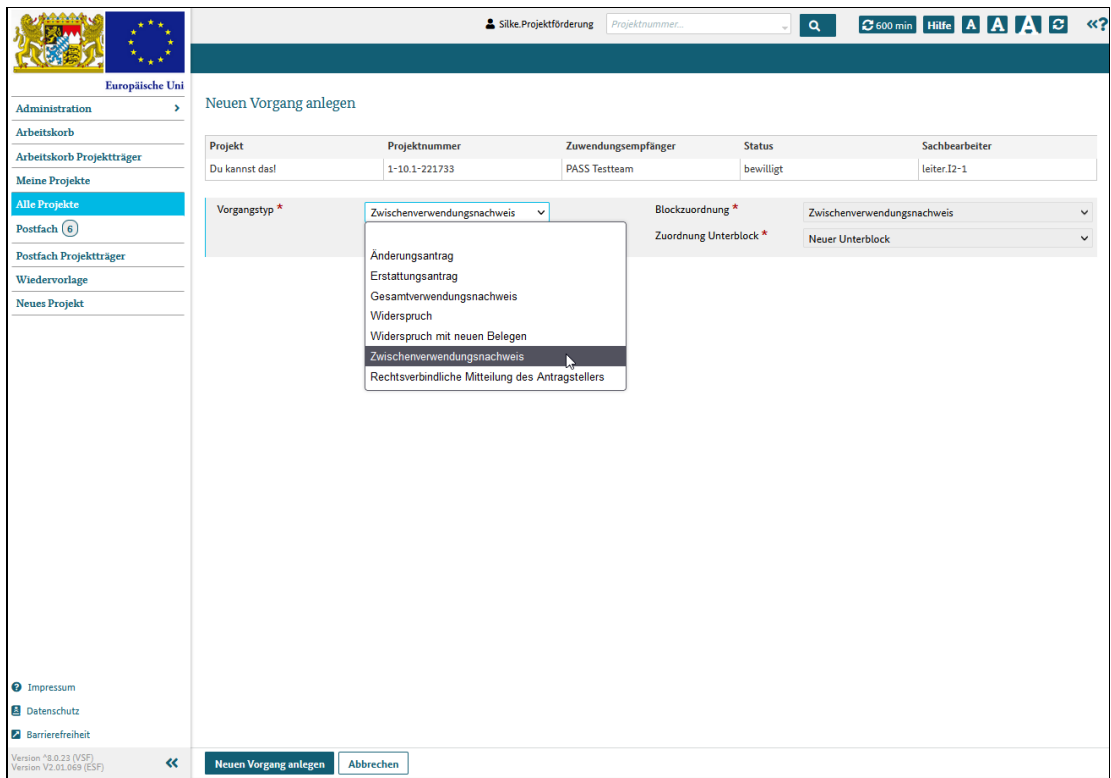 Silke.Projektförderung Projektnummer... 600 min Hilfe A A A «?
Europäische Uni
Administration
Arbeitskorb
Arbeitskorb Projektträger
Meine Projekte
Alle Projekte
Postfach 6
Postfach Projektträger
Wiedervorlage
Neues Projekt
Neuen Vorgang anlegen
Projekt Projektnummer Zuwendungsempfänger Status Sachbearbeiter
Du kannst das! 1-10.1-221733 PASS Testteam bewilligt leiter.I2-1
Vorgangstyp * Zwischenverwendungsnachweis Blockzuordnung * Zwischenverwendungsnachweis
Zuordnung Unterblock * Neuer Unterblock
Änderungsantrag
Erstattungsantrag
Gesamtverwendungsnachweis
Widerspruch
Widerspruch mit neuen Belegen
Zwischenverwendungsnachweis
Rechtsverbindliche Mitteilung des Antragstellers
Impressum
Datenschutz
Barrierefreiheit
Version ^8.0.23 (VSF)
Version V2.01.069 (ESF)
«
Neuen Vorgang anlegen Abbrechen